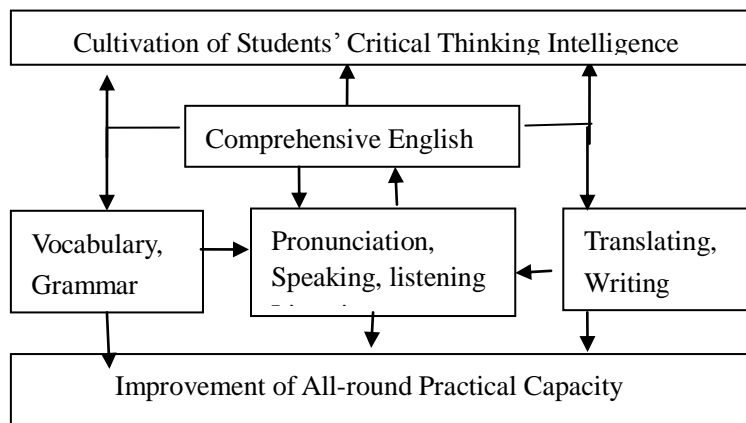 Cultivation of Students’ Critical Thinking Intelligence
Comprehensive English
Vocabulary,
Grammar
Pronunciation,
Speaking, listening
Translating,
Writing
Improvement of All-round Practical Capacity